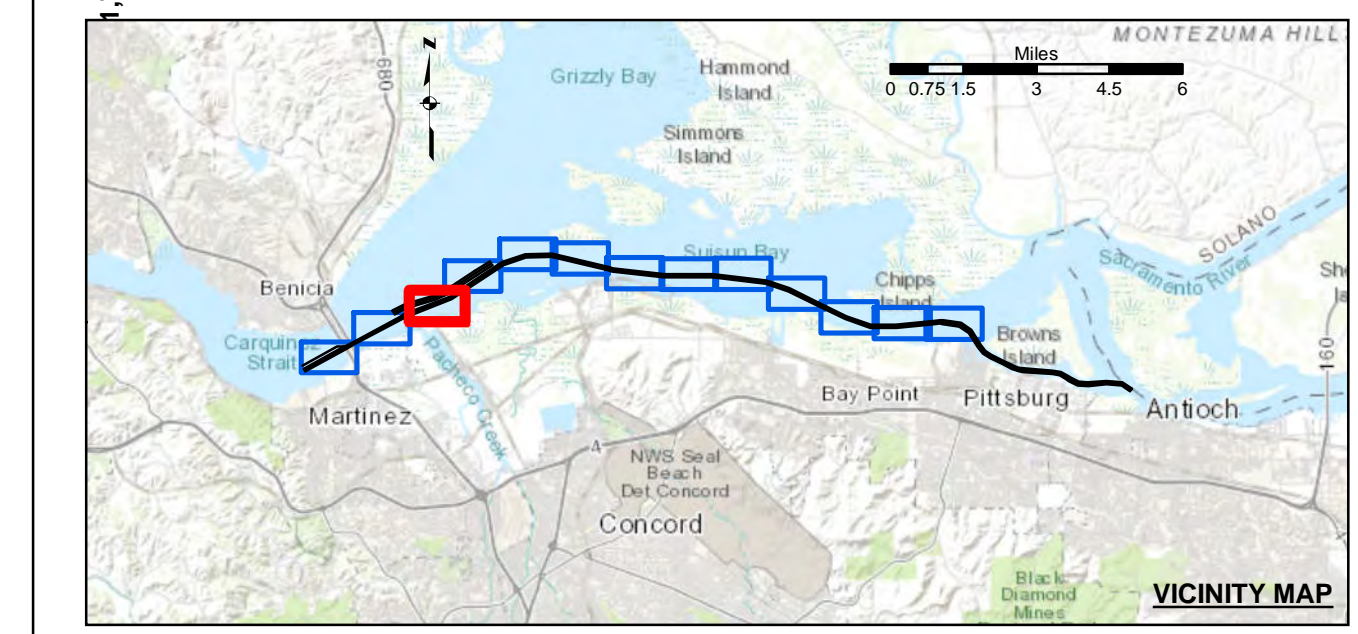 MONTEZUMA HILL
Miles
0 0.75 1.5 3 4.5 6
N
680
Grizzly Bay
Hammond
Island
Simmons
Island
SOLANO
Sacramento River
Suisun Bay
Chipps
Island
Benicia
Carquinez
Strait
Browns
Island
160
Pacheco Creek
Martinez
Bay Point
Pittsburg
Antioch
4
NWS Seal
Beach
Det Concord
Concord
Black
Diamond
Mines
VICINITY MAP